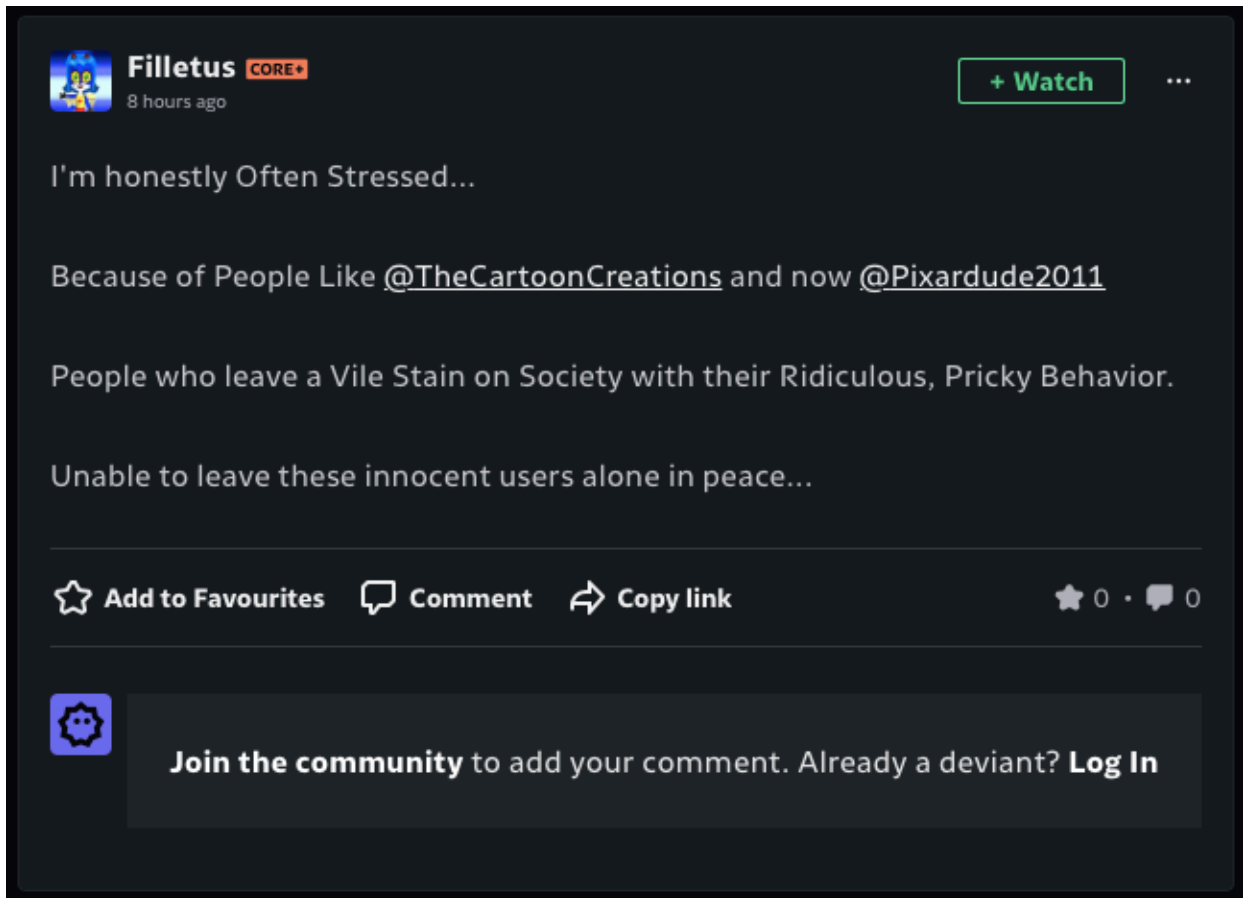 Filletus CORE+
8 hours ago
+ Watch
I'm honestly Often Stressed...
Because of People Like @TheCartoonCreations and now @Pixardude2011
People who leave a Vile Stain on Society with their Ridiculous, Pricky Behavior.
Unable to leave these innocent users alone in peace...
Add to Favourites Comment Copy link 0 · 0
Join the community to add your comment. Already a deviant? Log In